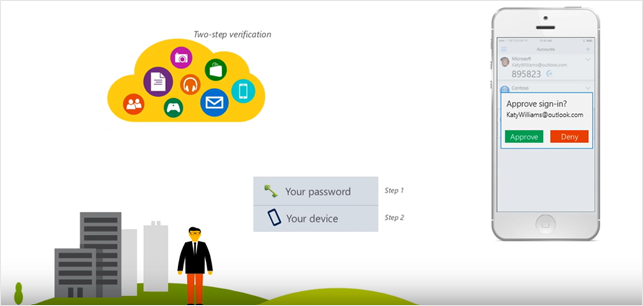 Two-step verification
Your password
Step 1
Your device
Step 2
Accounts
Microsoft
KatyWilliams@outlook.com
895823
Contoso
Approve sign-in?
KatyWilliams@outlook.com
Approve
Deny